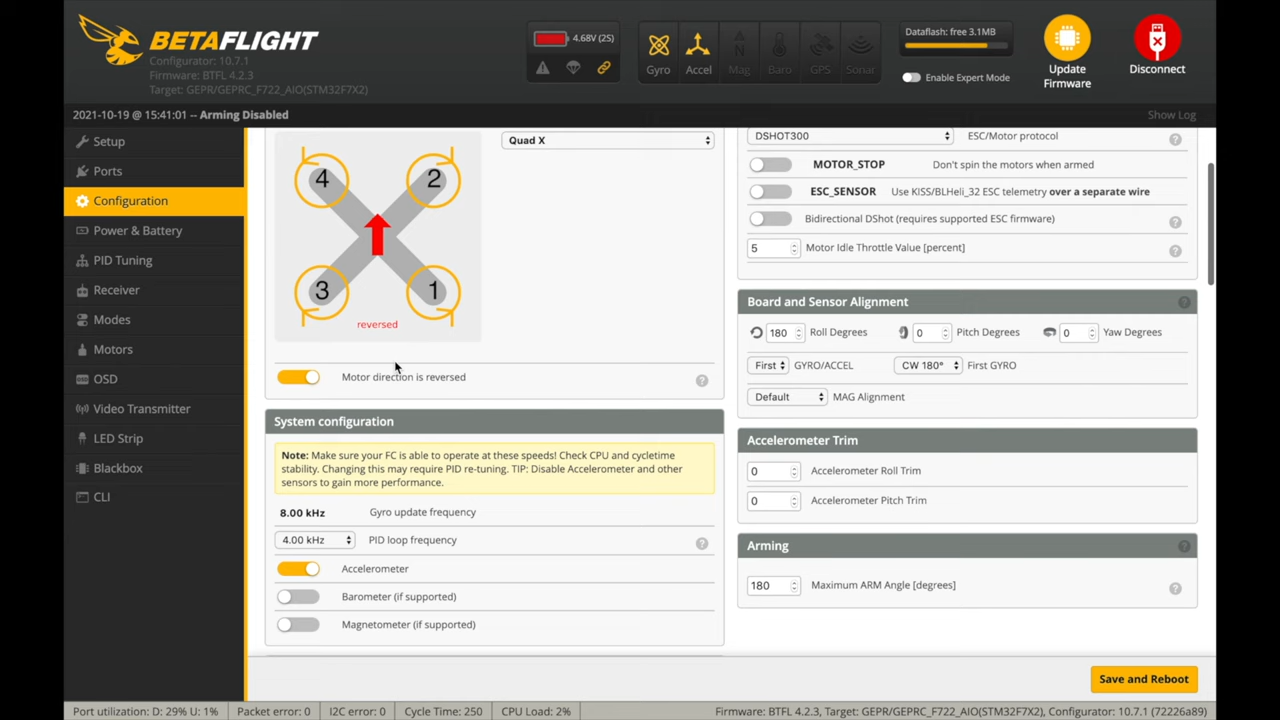 BETAFLIGHT
Configurator: 10.7.1
Firmware: BTFL 4.2.3
Target: GEPR/GEPRC_F722_AIO(STM32F7X2)
4.68V (2S)
Gyro
Accel
Mag
Baro
GPS
Sonar
Dataflash: free 3.1MB
Enable Expert Mode
Update
Firmware
Disconnect
2021-10-19 @ 15:41:01 -- Arming Disabled
Show Log
Setup
Ports
Configuration
Power & Battery
PID Tuning
Receiver
Modes
Motors
OSD
Video Transmitter
LED Strip
Blackbox
CLI
4
2
3
1
reversed
Quad X
Motor direction is reversed
?
System configuration
Note: Make sure your FC is able to operate at these speeds! Check CPU and cycletime
stability. Changing this may require PID re-tuning. TIP: Disable Accelerometer and other
sensors to gain more performance.
8.00 kHz Gyro update frequency
4.00 kHz PID loop frequency ?
Accelerometer
Barometer (if supported)
Magnetometer (if supported)
DSHOT300 ESC/Motor protocol ?
MOTOR_STOP Don't spin the motors when armed
ESC_SENSOR Use KISS/BLHeli_32 ESC telemetry over a separate wire
Bidirectional DShot (requires supported ESC firmware) ?
5 Motor Idle Throttle Value [percent] ?
Board and Sensor Alignment ?
180 Roll Degrees 0 Pitch Degrees 0 Yaw Degrees
First GYRO/ACCEL CW 180° First GYRO
Default MAG Alignment
Accelerometer Trim
0 Accelerometer Roll Trim
0 Accelerometer Pitch Trim
Arming ?
180 Maximum ARM Angle [degrees] ?
Save and Reboot
Port utilization: D: 29% U: 1% Packet error: 0 I2C error: 0 Cycle Time: 250 CPU Load: 2% Firmware: BTFL 4.2.3, Target: GEPR/GEPRC_F722_AIO(STM32F7X2), Configurator: 10.7.1 (72226a89)